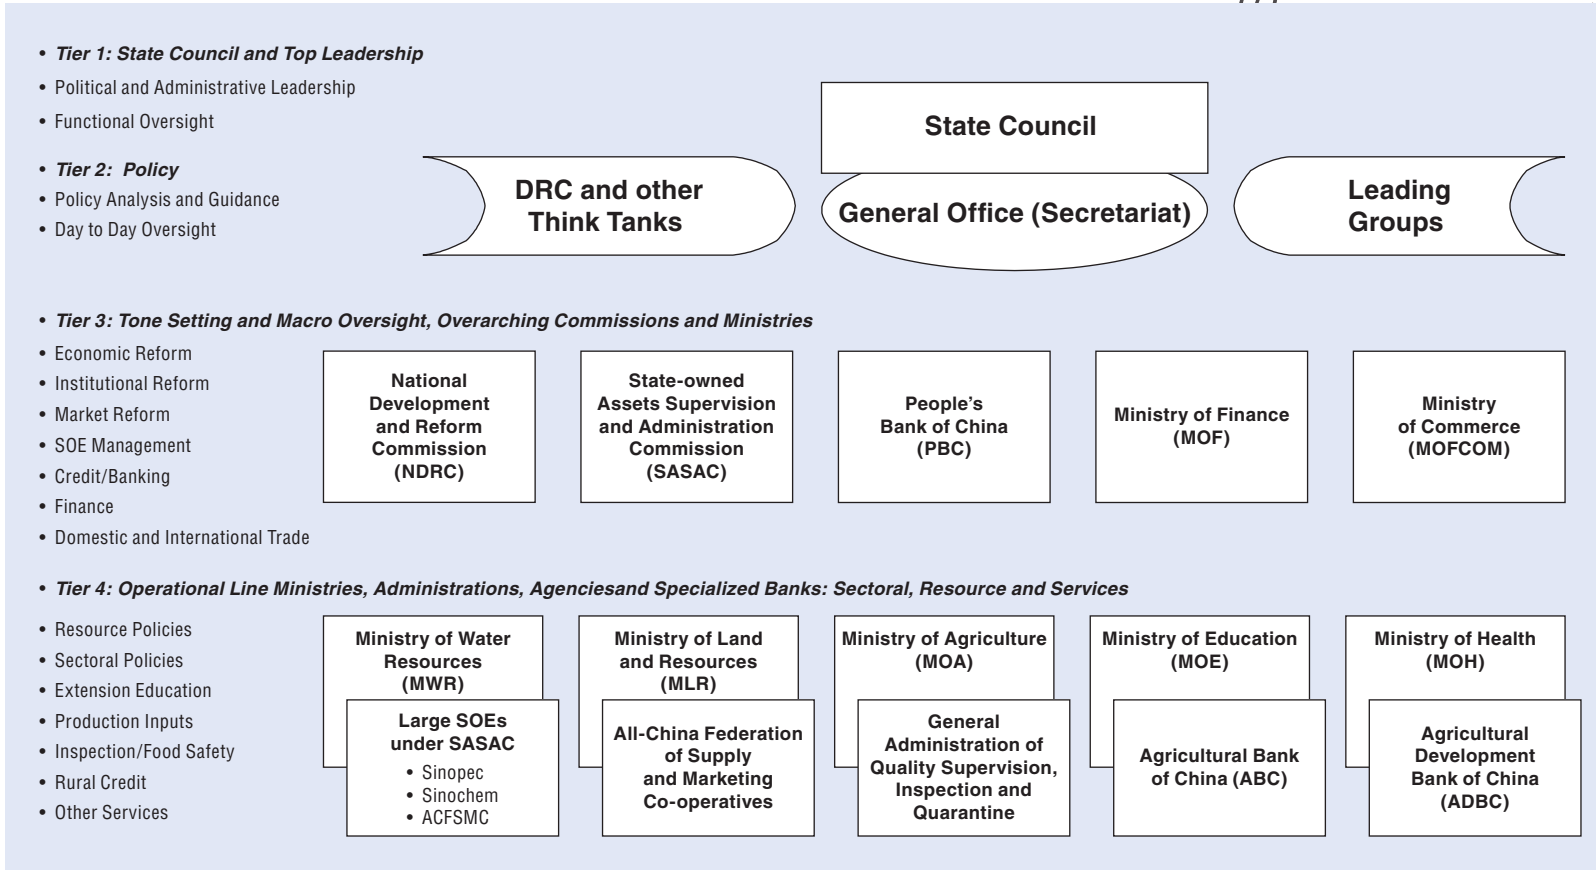 • Tier 1: State Council and Top Leadership
• Political and Administrative Leadership
• Functional Oversight
State Council
• Tier 2: Policy
• Policy Analysis and Guidance
• Day to Day Oversight
DRC and other
Think Tanks
General Office (Secretariat)
Leading
Groups
• Tier 3: Tone Setting and Macro Oversight, Overarching Commissions and Ministries
• Economic Reform
• Institutional Reform
• Market Reform
• SOE Management
• Credit/Banking
• Finance
• Domestic and International Trade
National
Development
and Reform
Commission
(NDRC)
State-owned
Assets Supervision
and Administration
Commission
(SASAC)
People's
Bank of China
(PBC)
Ministry of Finance
(MOF)
Ministry
of Commerce
(MOFCOM)
• Tier 4: Operational Line Ministries, Administrations, Agenciesand Specialized Banks: Sectoral, Resource and Services
• Resource Policies
• Sectoral Policies
• Extension Education
• Production Inputs
• Inspection/Food Safety
• Rural Credit
• Other Services
Ministry of Water
Resources
(MWR)
Large SOEs
under SASAC
• Sinopec
• Sinochem
• ACFSMC
Ministry of Land
and Resources
(MLR)
All-China Federation
of Supply
and Marketing
Co-operatives
Ministry of Agriculture
(MOA)
General
Administration of
Quality Supervision,
Inspection and
Quarantine
Ministry of Education
(MOE)
Agricultural Bank
of China (ABC)
Ministry of Health
(MOH)
Agricultural
Development
Bank of China
(ADBC)